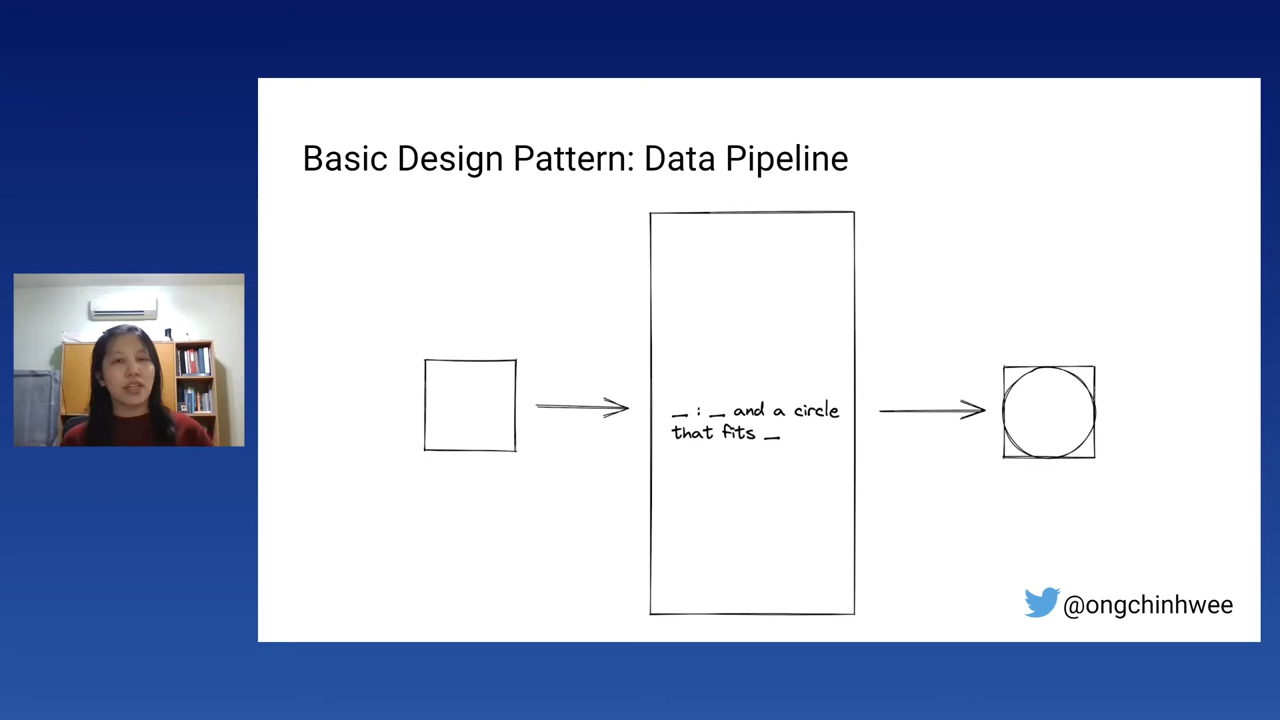 Basic Design Pattern: Data Pipeline
_ : _ and a circle
that fits _
@ongchinhwee